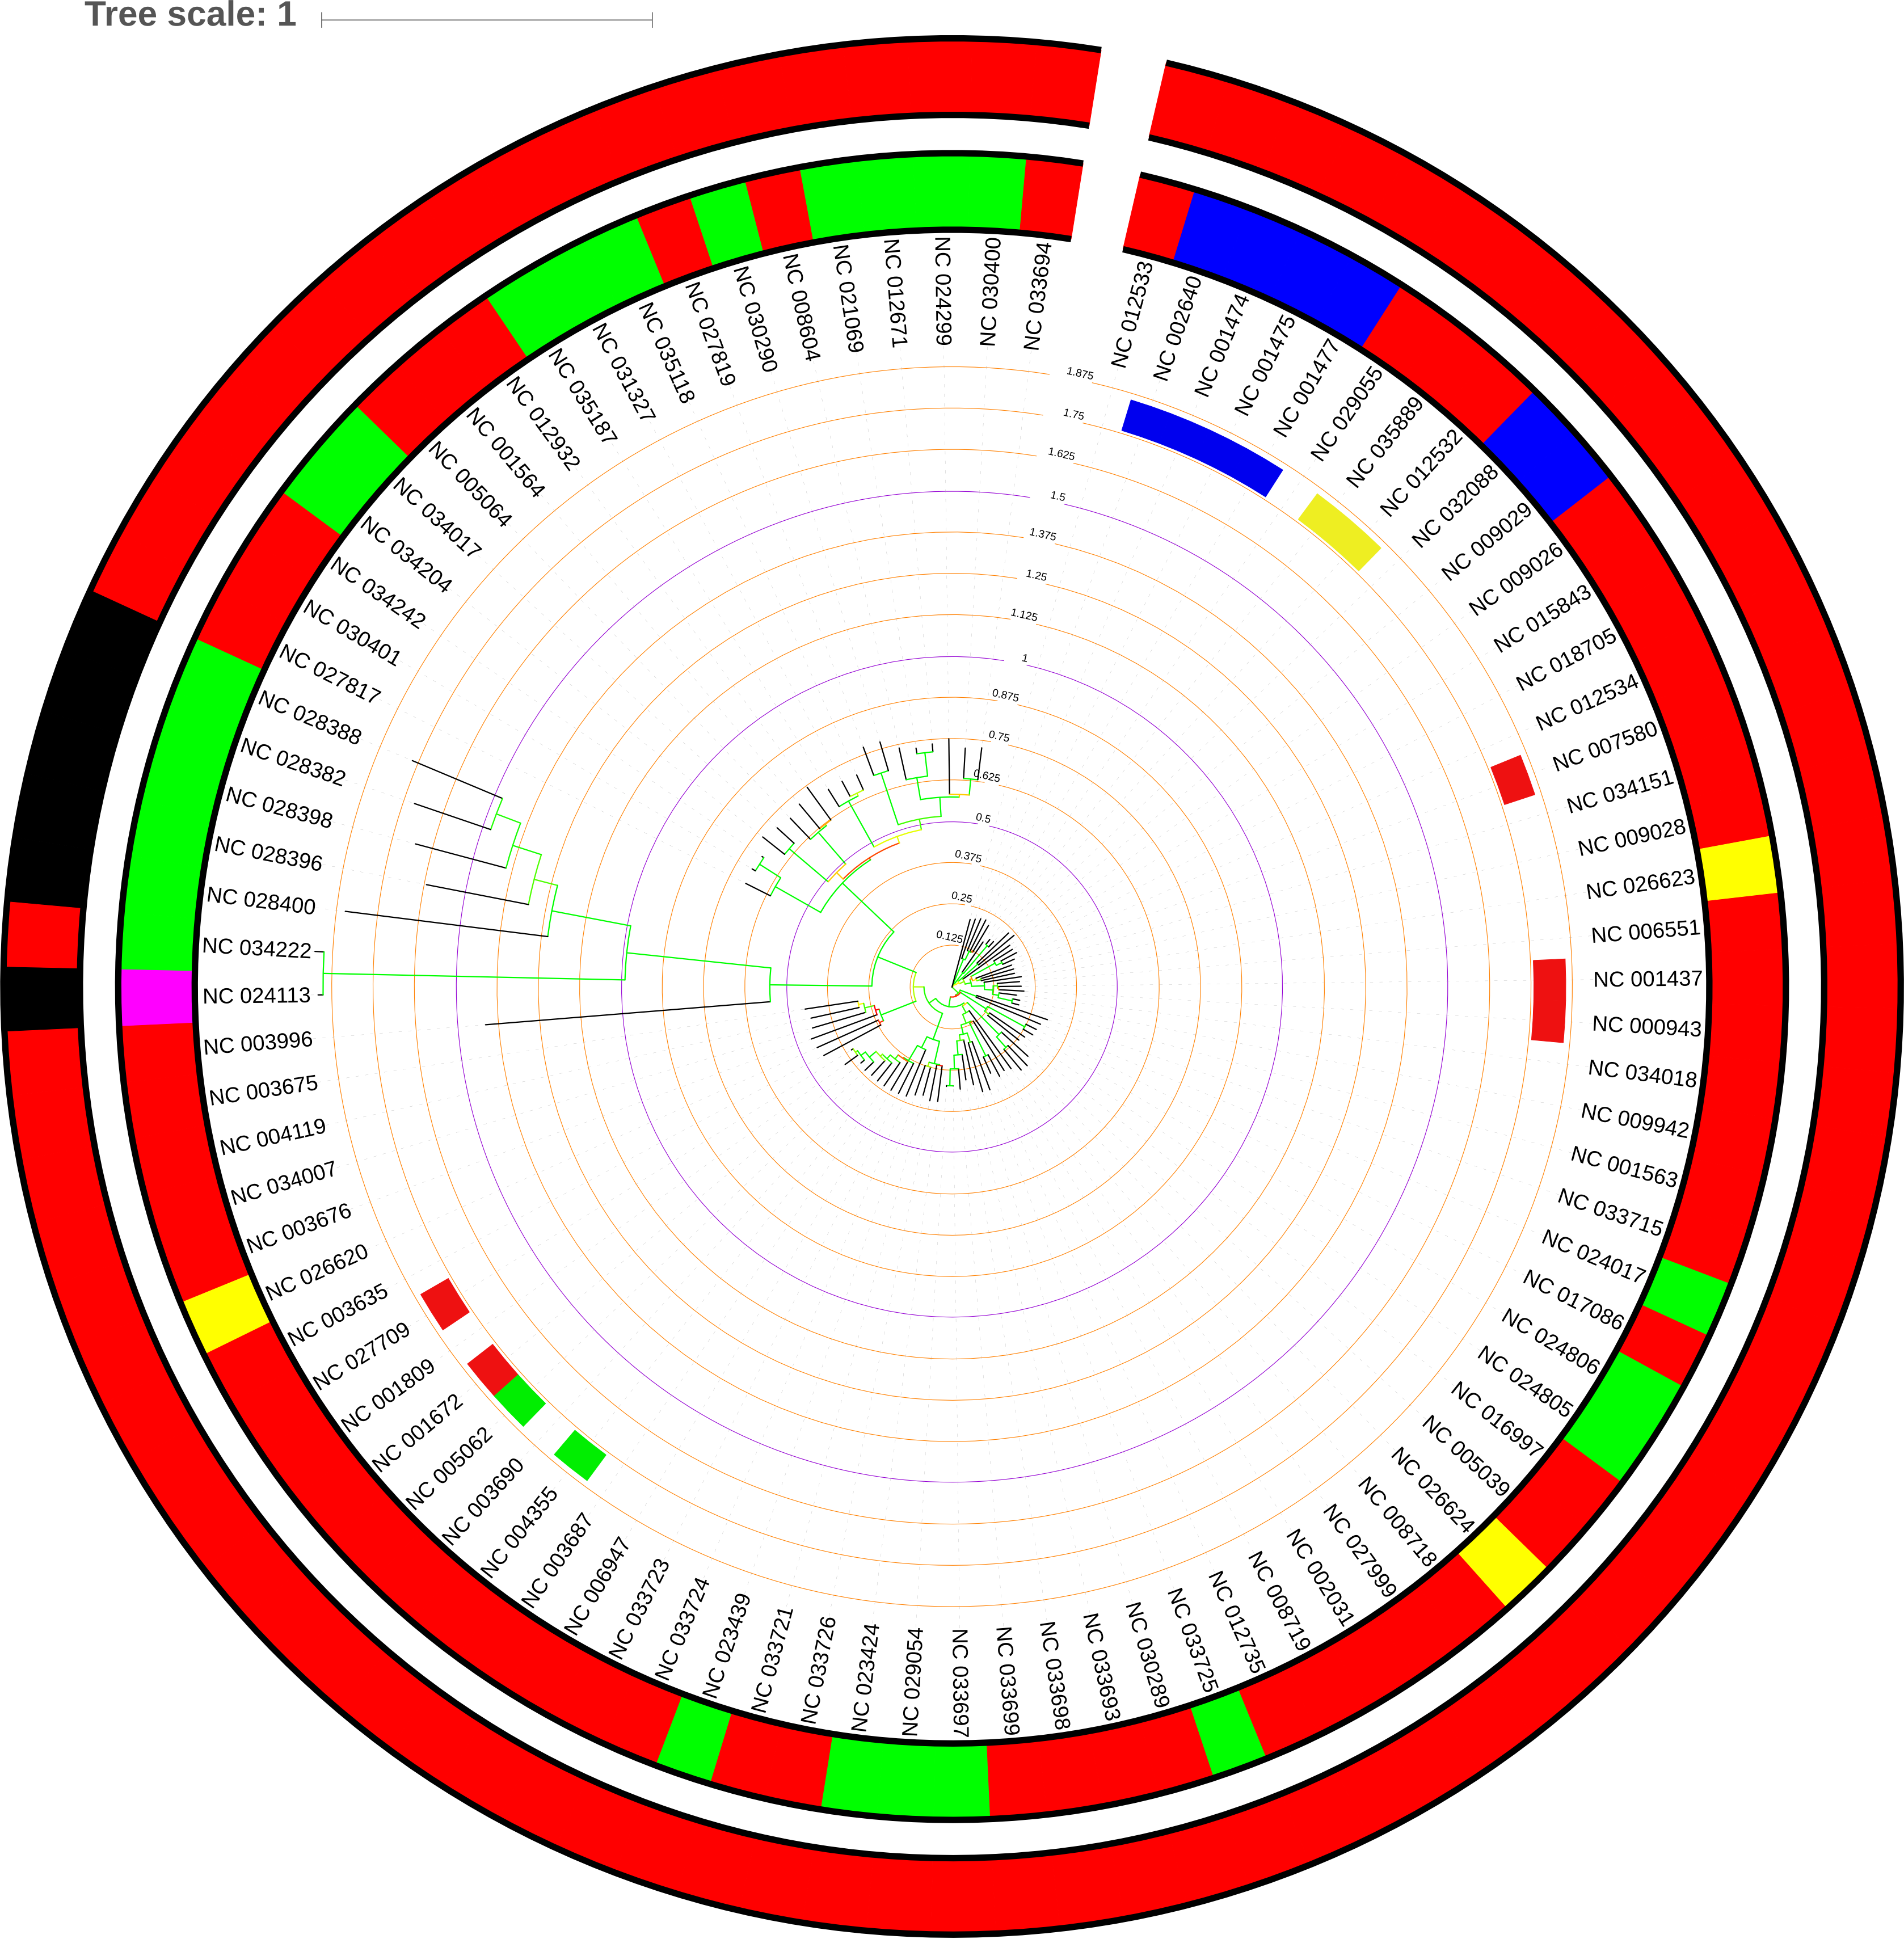 Tree scale: 1
NC 012533
NC 002640
NC 001474
NC 001475
NC 001477
NC 029055
NC 035889
NC 012532
NC 032088
NC 009029
NC 009026
NC 015843
NC 018705
NC 012534
NC 007580
NC 034151
NC 009028
NC 026623
NC 006551
NC 001437
NC 000943
NC 034018
NC 009942
NC 001563
NC 033715
NC 024017
NC 017086
NC 024806
NC 024805
NC 016997
NC 005039
NC 026624
NC 008718
NC 027999
NC 002031
NC 008719
NC 012735
NC 033725
NC 030289
NC 033693
NC 033698
NC 033699
NC 033697
NC 029054
NC 023424
NC 033726
NC 033721
NC 023439
NC 033724
NC 033723
NC 006947
NC 003687
NC 004355
NC 003690
NC 005062
NC 001672
NC 001809
NC 027709
NC 003635
NC 026620
NC 003676
NC 034007
NC 004119
NC 003675
NC 003996
NC 024113
NC 034222
NC 028400
NC 028396
NC 028398
NC 028382
NC 028388
NC 027817
NC 030401
NC 034242
NC 034204
NC 034017
NC 005064
NC 001564
NC 012932
NC 035187
NC 031327
NC 035118
NC 027819
NC 030290
NC 008604
NC 021069
NC 012671
NC 024299
NC 030400
NC 033694
1.875
1.75
1.625
1.5
1.375
1.25
1.125
1
0.875
0.75
0.625
0.5
0.375
0.25
0.125